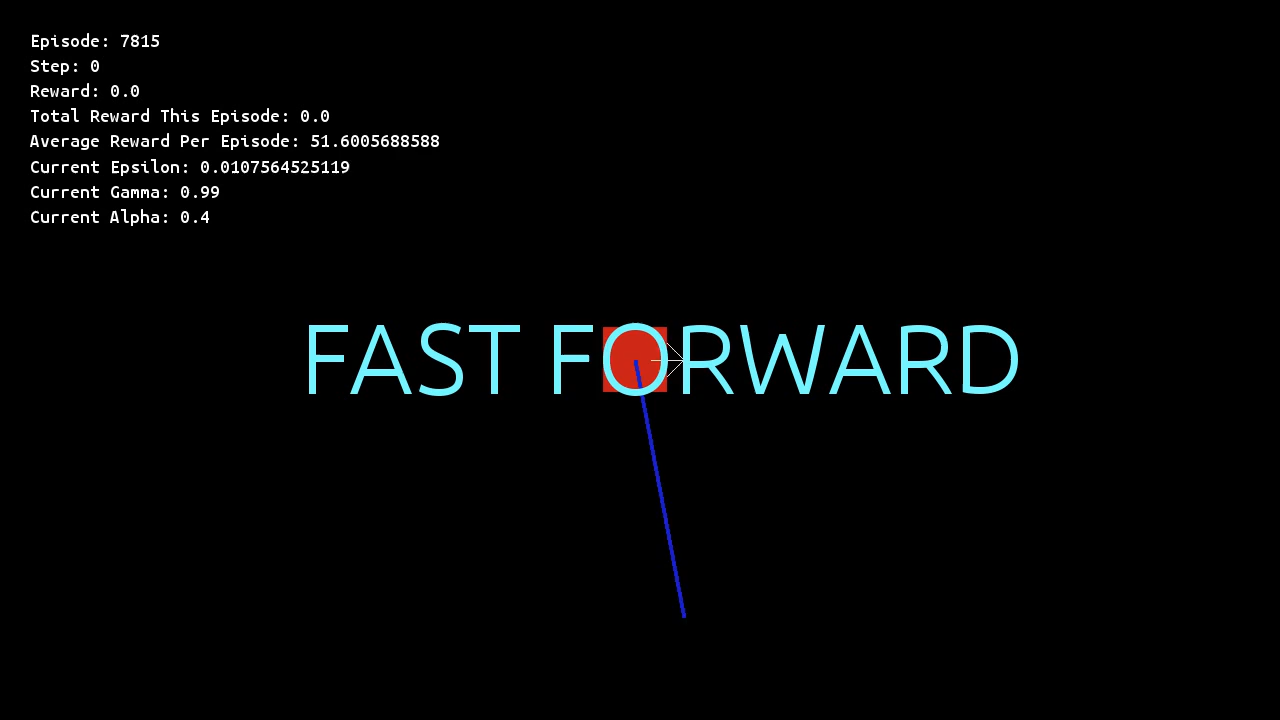 Episode: 7815
Step: 0
Reward: 0.0
Total Reward This Episode: 0.0
Average Reward Per Episode: 51.6005688588
Current Epsilon: 0.0107564525119
Current Gamma: 0.99
Current Alpha: 0.4
FAST FORWARD